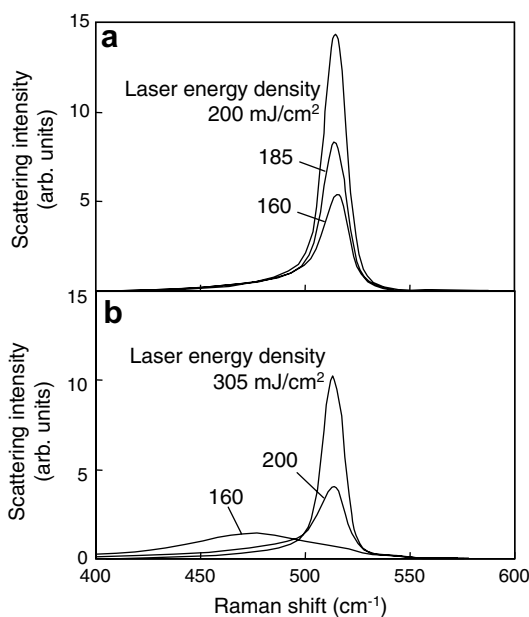 a
15
10
5
Scattering intensity
(arb. units)
Laser energy density
200 mJ/cm²
185
160
b
15
10
5
0
Scattering intensity
(arb. units)
Laser energy density
305 mJ/cm²
200
160
400 450 500 550 600
Raman shift (cm⁻¹)